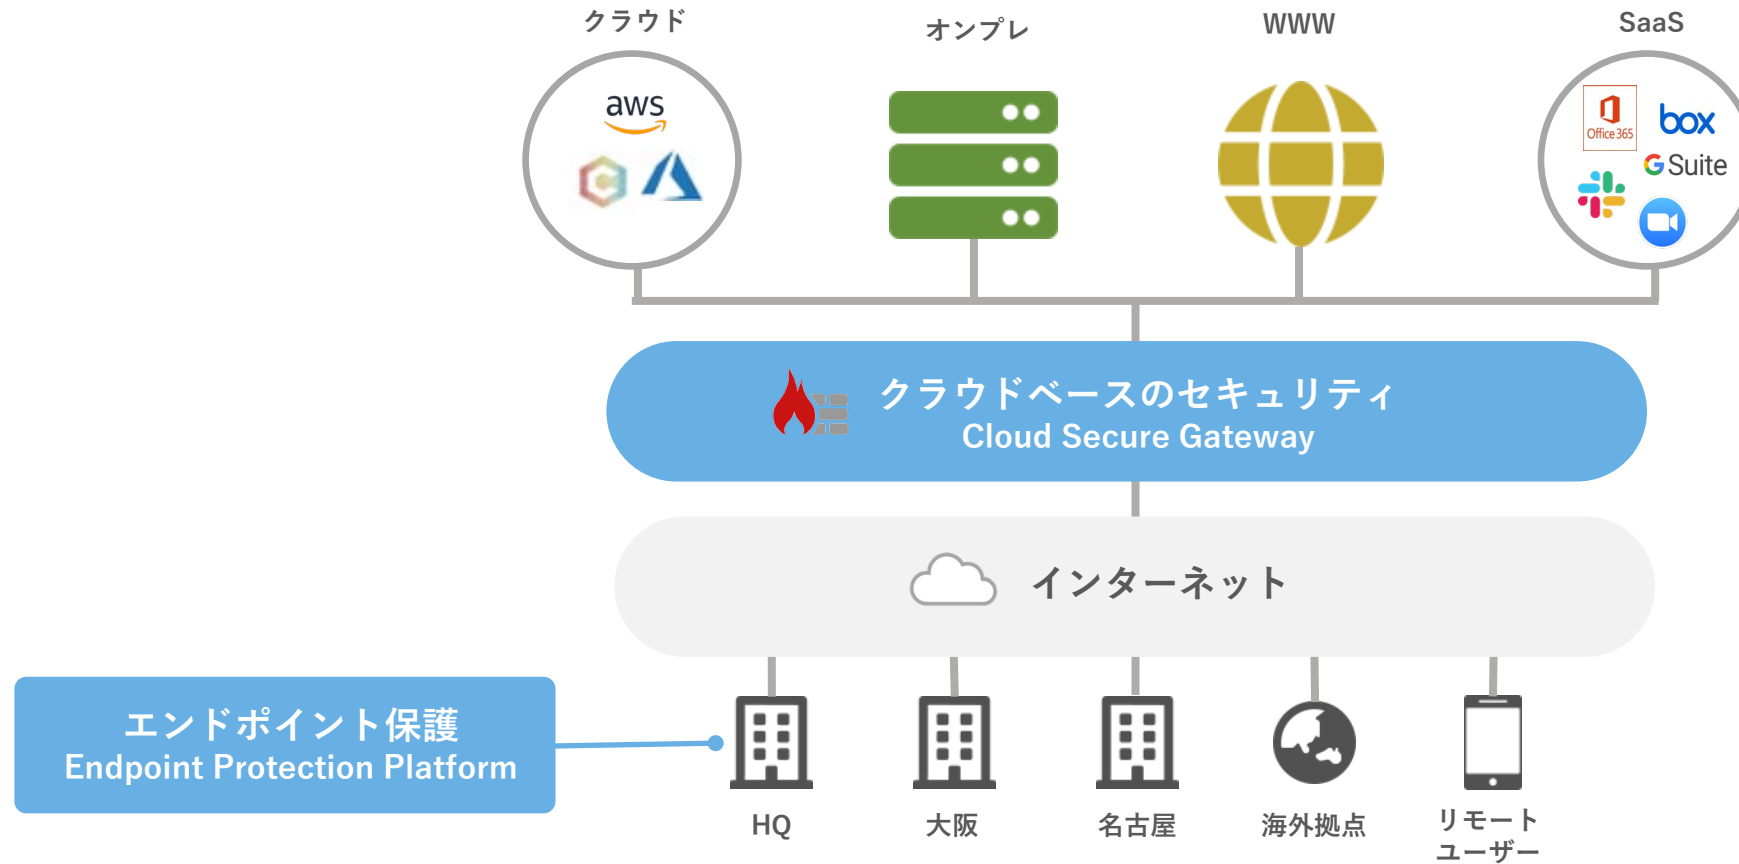 クラウド
オンプレ
WWW
SaaS
aws
Office 365
box
G Suite
クラウドベースのセキュリティ
Cloud Secure Gateway
インターネット
エンドポイント保護
Endpoint Protection Platform
HQ
大阪
名古屋
海外拠点
リモート
ユーザー